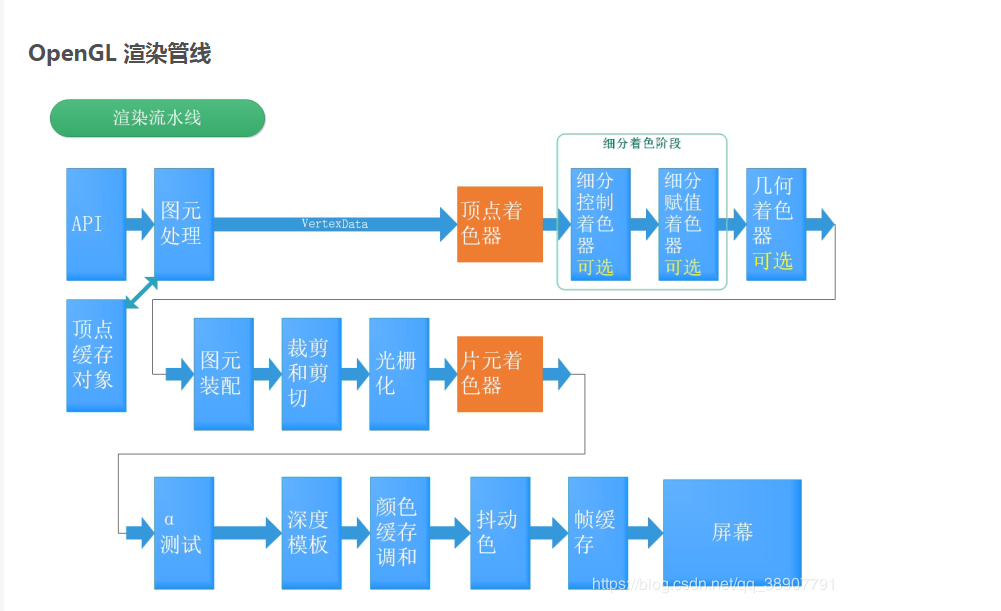 OpenGL 渲染管线
渲染流水线
细分着色阶段
API
图元
处理
VertexData
顶点着
色器
细分
控制
着色
器
可选
细分
赋值
着色
器
可选
几何
着色
器
可选
顶点
缓存
对象
图元
装配
裁剪
和剪
切
光栅
化
片元着
色器
α
测试
深度
模板
颜色
缓存
调和
抖动
色
帧缓
存
屏幕
https://blog.csdn.net/qq_38907791